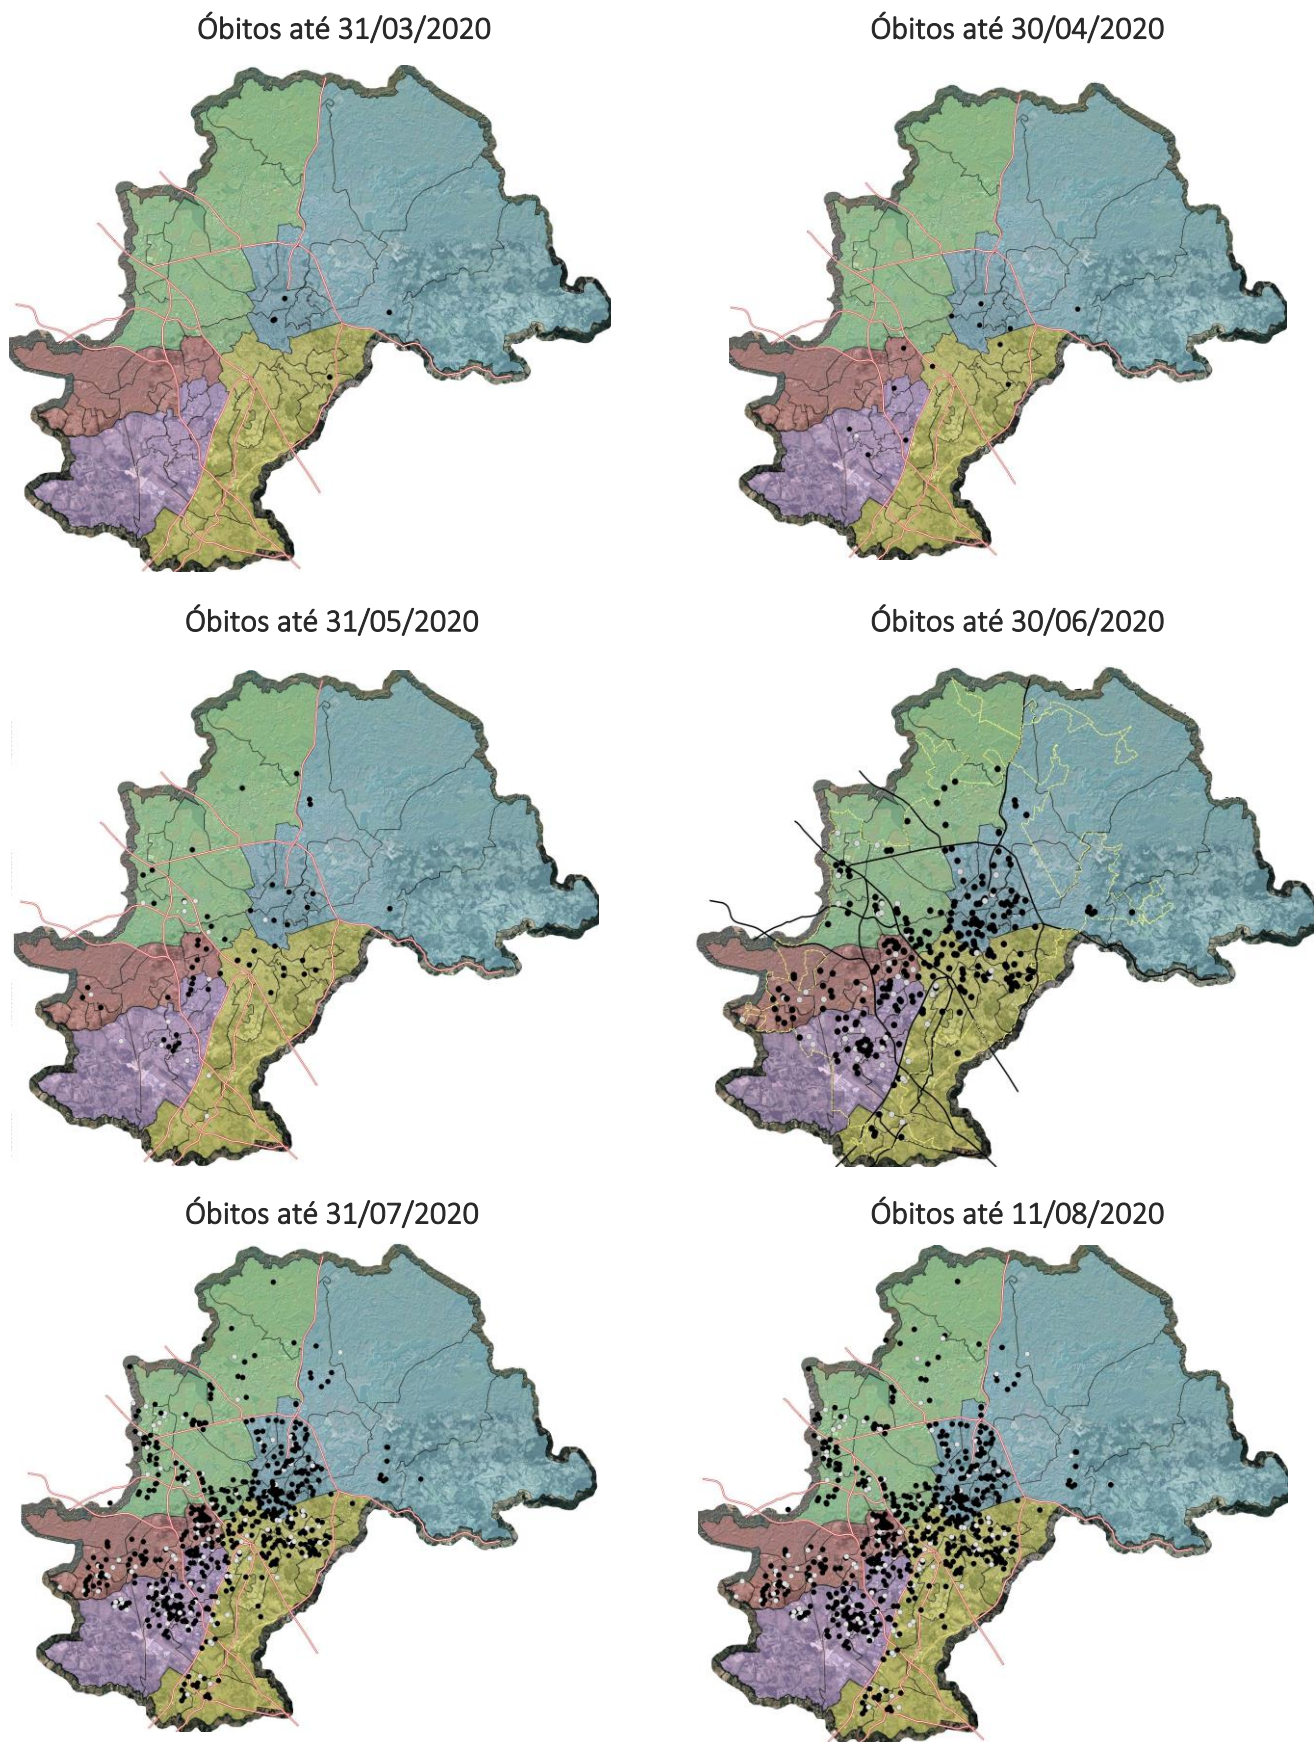 Óbitos até 31/03/2020
Óbitos até 30/04/2020
Óbitos até 31/05/2020
Óbitos até 30/06/2020
Óbitos até 31/07/2020
Óbitos até 11/08/2020